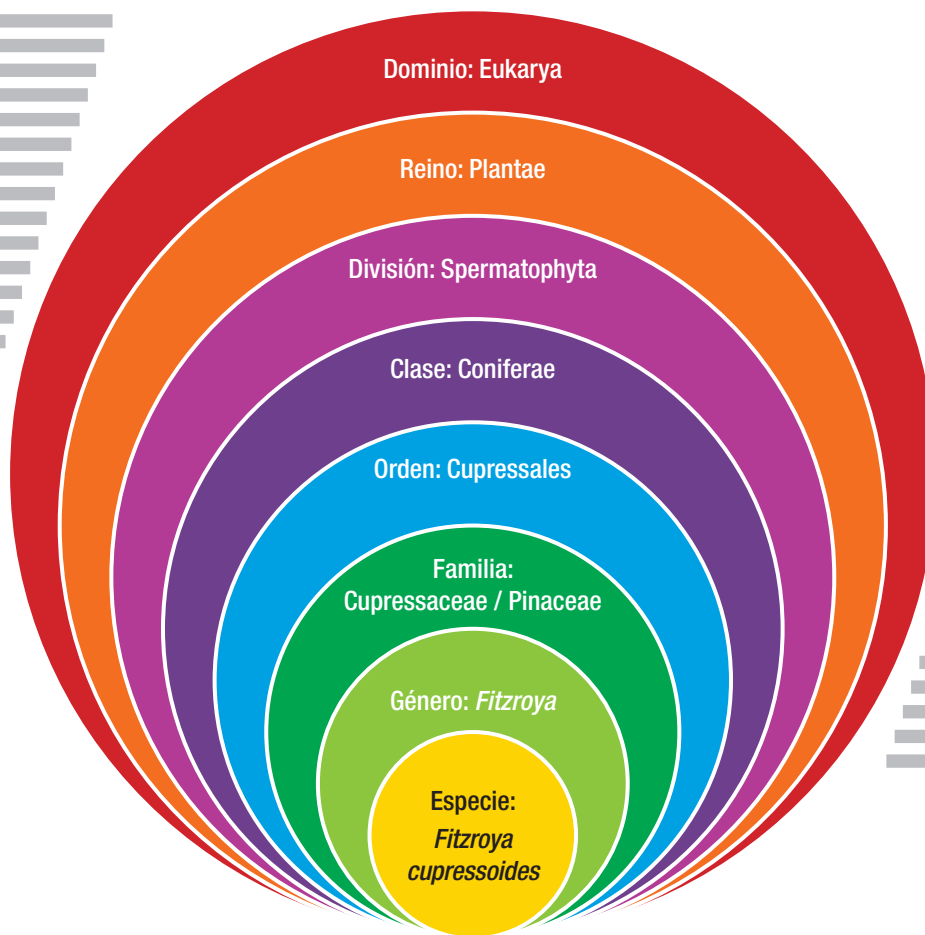 Dominio: Eukarya
Reino: Plantae
División: Spermatophyta
Clase: Coniferae
Orden: Cupressales
Familia:
Cupressaceae / Pinaceae
Género: Fitzroya
Especie:
Fitzroya
cupressoides